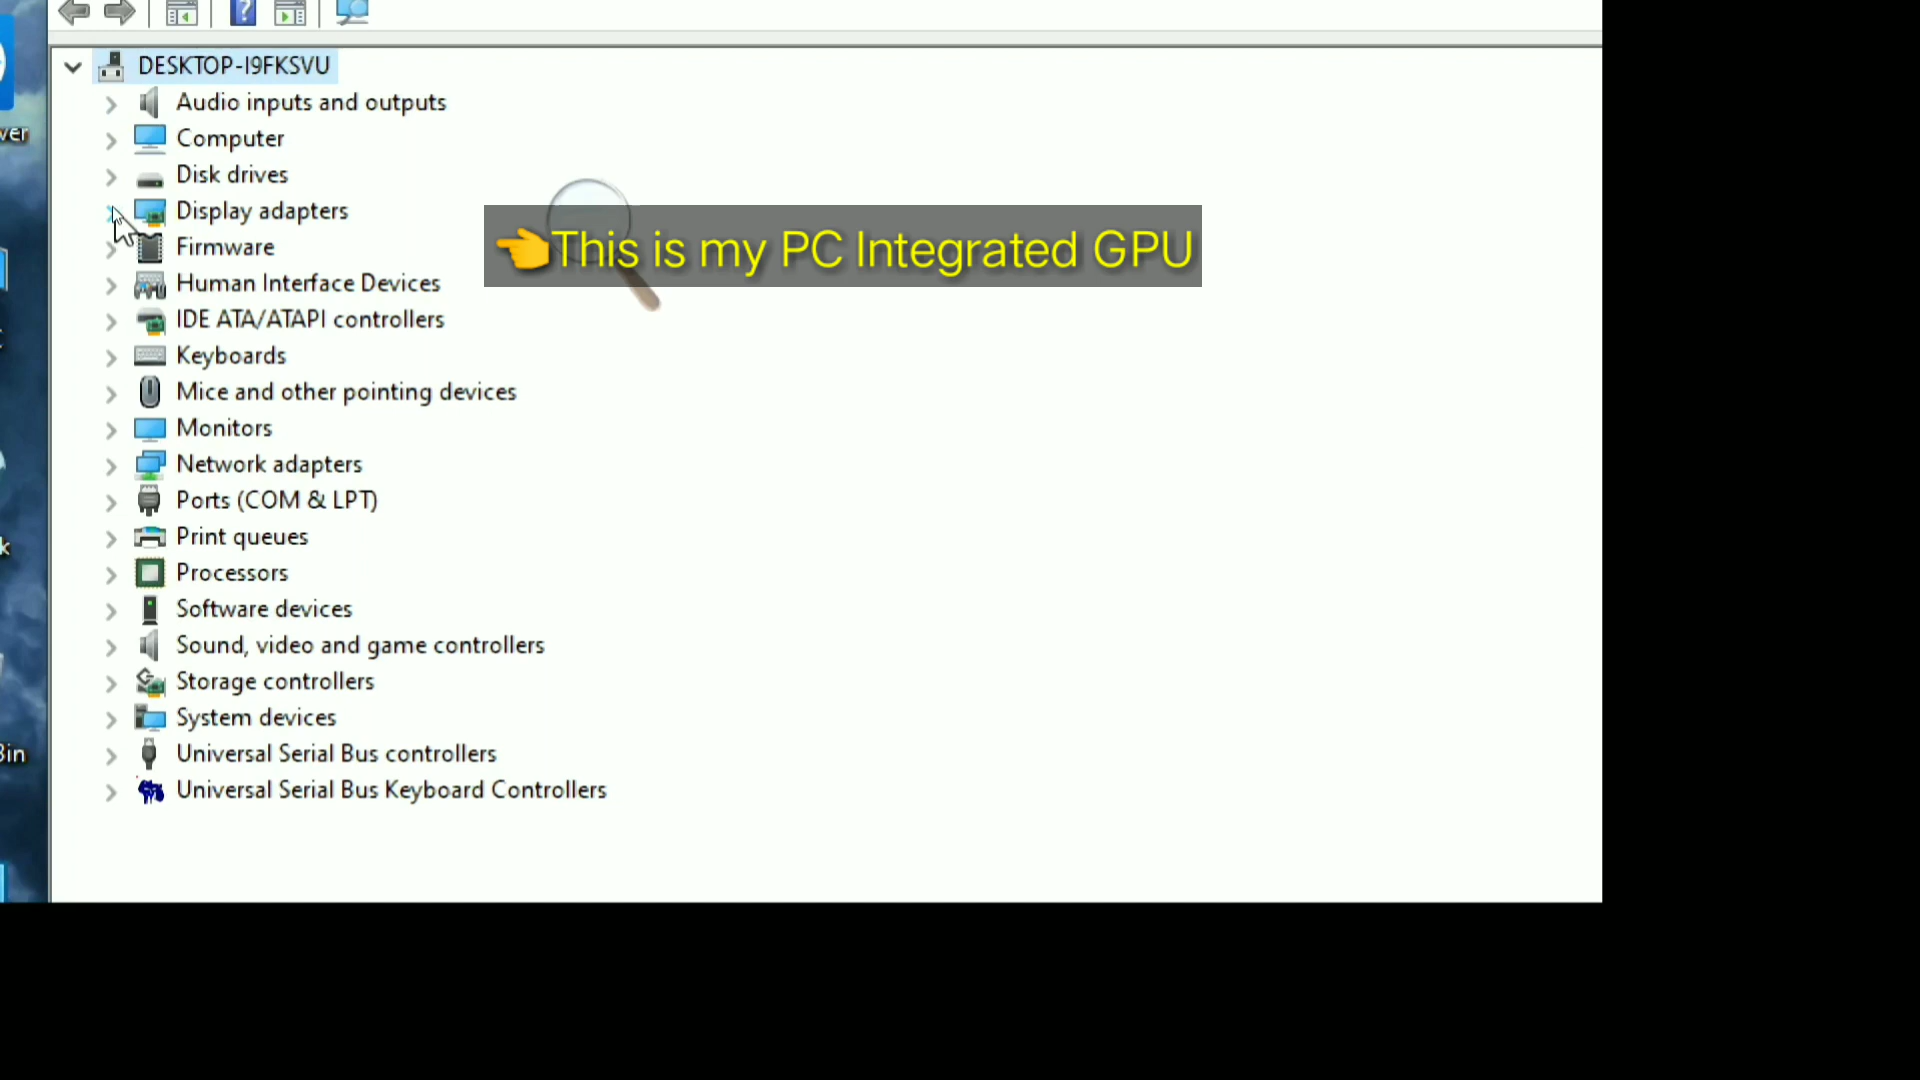 DESKTOP-I9FKSVU
Audio inputs and outputs
Computer
Disk drives
Display adapters
👈This is my PC Integrated GPU
Firmware
Human Interface Devices
IDE ATA/ATAPI controllers
Keyboards
Mice and other pointing devices
Monitors
Network adapters
Ports (COM & LPT)
Print queues
Processors
Software devices
Sound, video and game controllers
Storage controllers
System devices
Universal Serial Bus controllers
Universal Serial Bus Keyboard Controllers